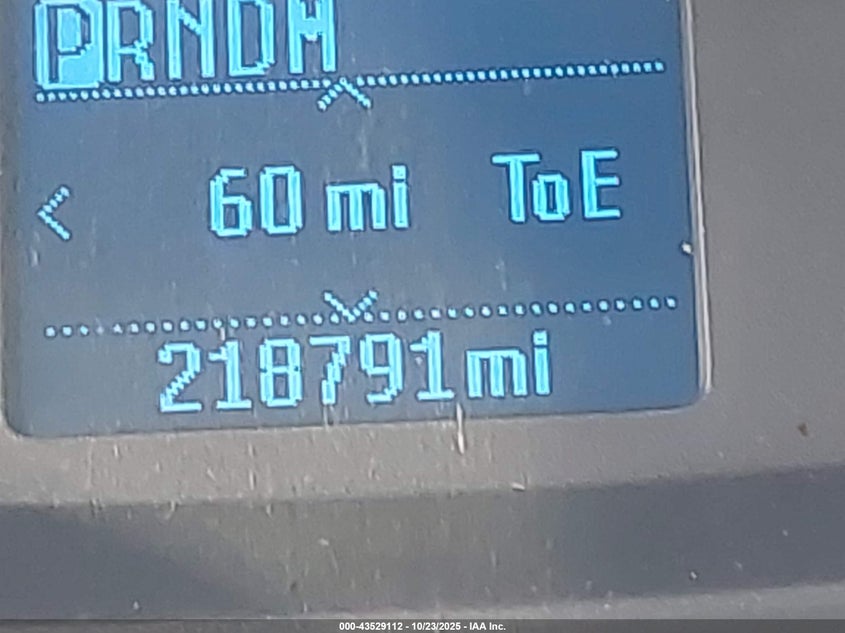 PRNDM
60 mi ToE
218791mi
000-43529112 - 10/23/2025 - IAA Inc.